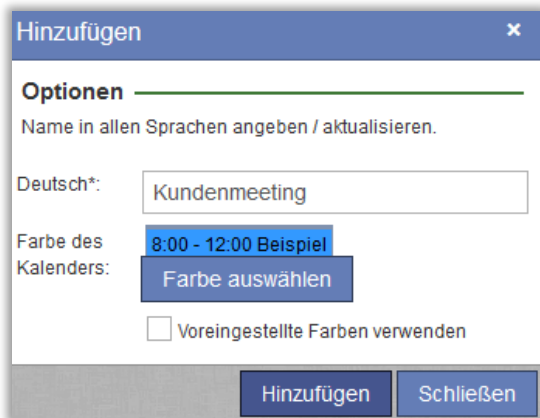 Hinzufügen ×
Optionen
Name in allen Sprachen angeben / aktualisieren.
Deutsch*: Kundenmeeting
Farbe des
Kalenders:
8:00 - 12:00 Beispiel
Farbe auswählen
Voreingestellte Farben verwenden
Hinzufügen Schließen